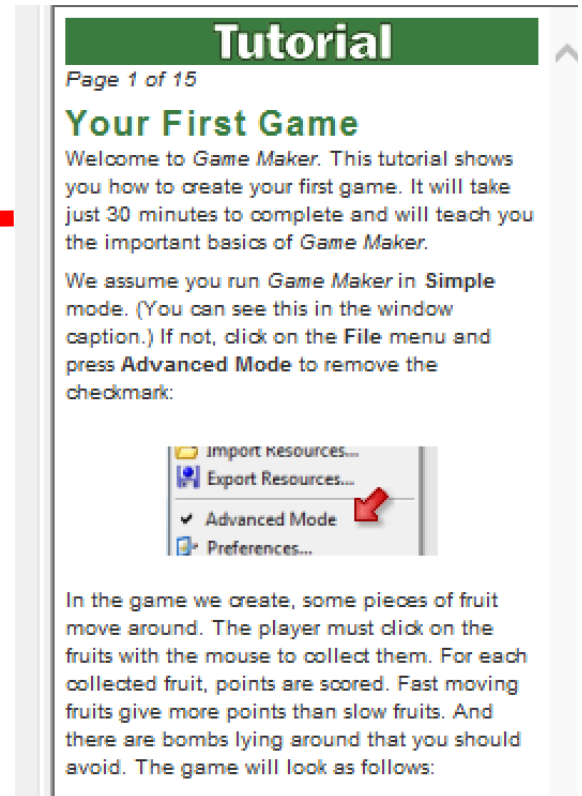 Tutorial
Page 1 of 15
Your First Game
Welcome to Game Maker. This tutorial shows
you how to create your first game. It will take
just 30 minutes to complete and will teach you
the important basics of Game Maker.
We assume you run Game Maker in Simple
mode. (You can see this in the window
caption.) If not, click on the File menu and
press Advanced Mode to remove the
checkmark:
Import Resources...
Export Resources...
Advanced Mode
Preferences...
In the game we create, some pieces of fruit
move around. The player must click on the
fruits with the mouse to collect them. For each
collected fruit, points are scored. Fast moving
fruits give more points than slow fruits. And
there are bombs lying around that you should
avoid. The game will look as follows: